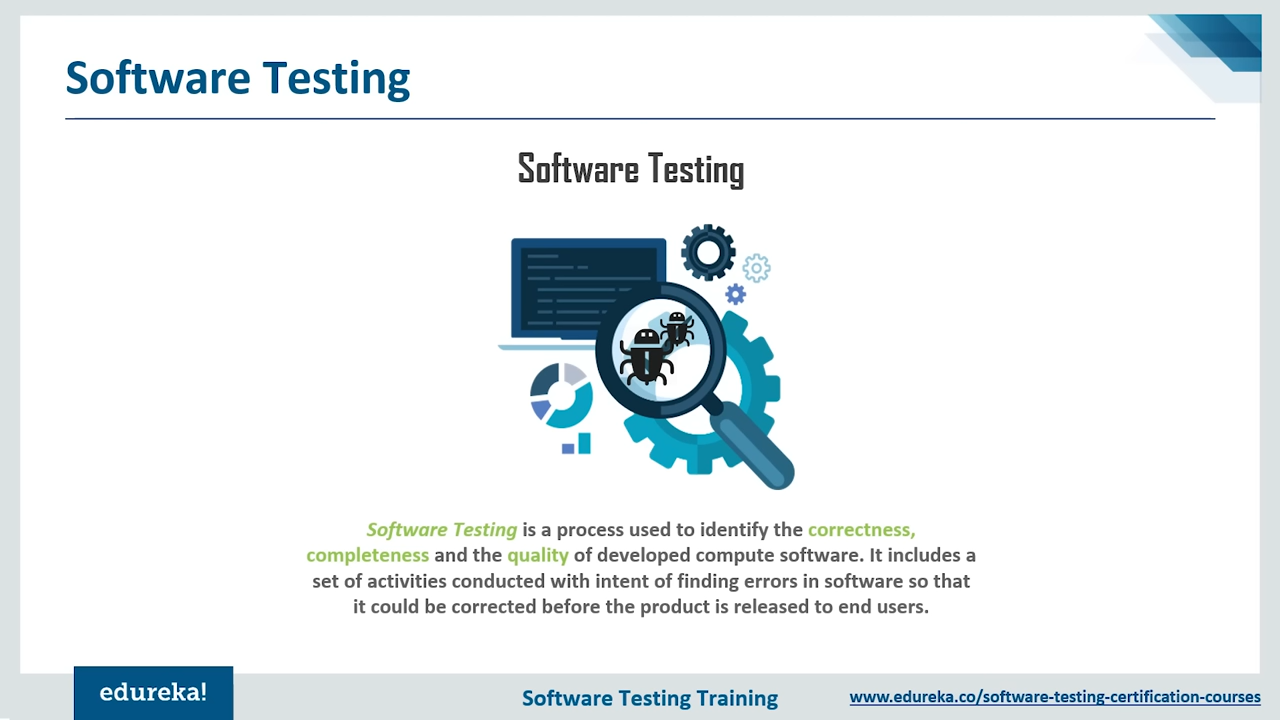 Software Testing
Software Testing
Software Testing is a process used to identify the correctness,
completeness and the quality of developed compute software. It includes a
set of activities conducted with intent of finding errors in software so that
it could be corrected before the product is released to end users.
edureka!
Software Testing Training
www.edureka.co/software-testing-certification-courses